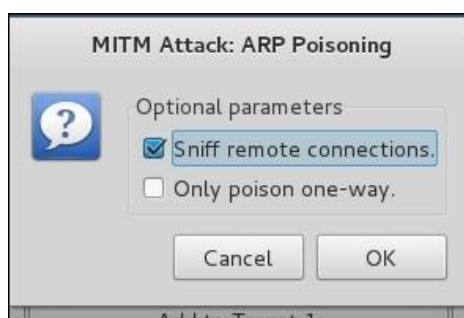 MITM Attack: ARP Poisoning
Optional parameters
Sniff remote connections.
Only poison one-way.
Cancel
OK